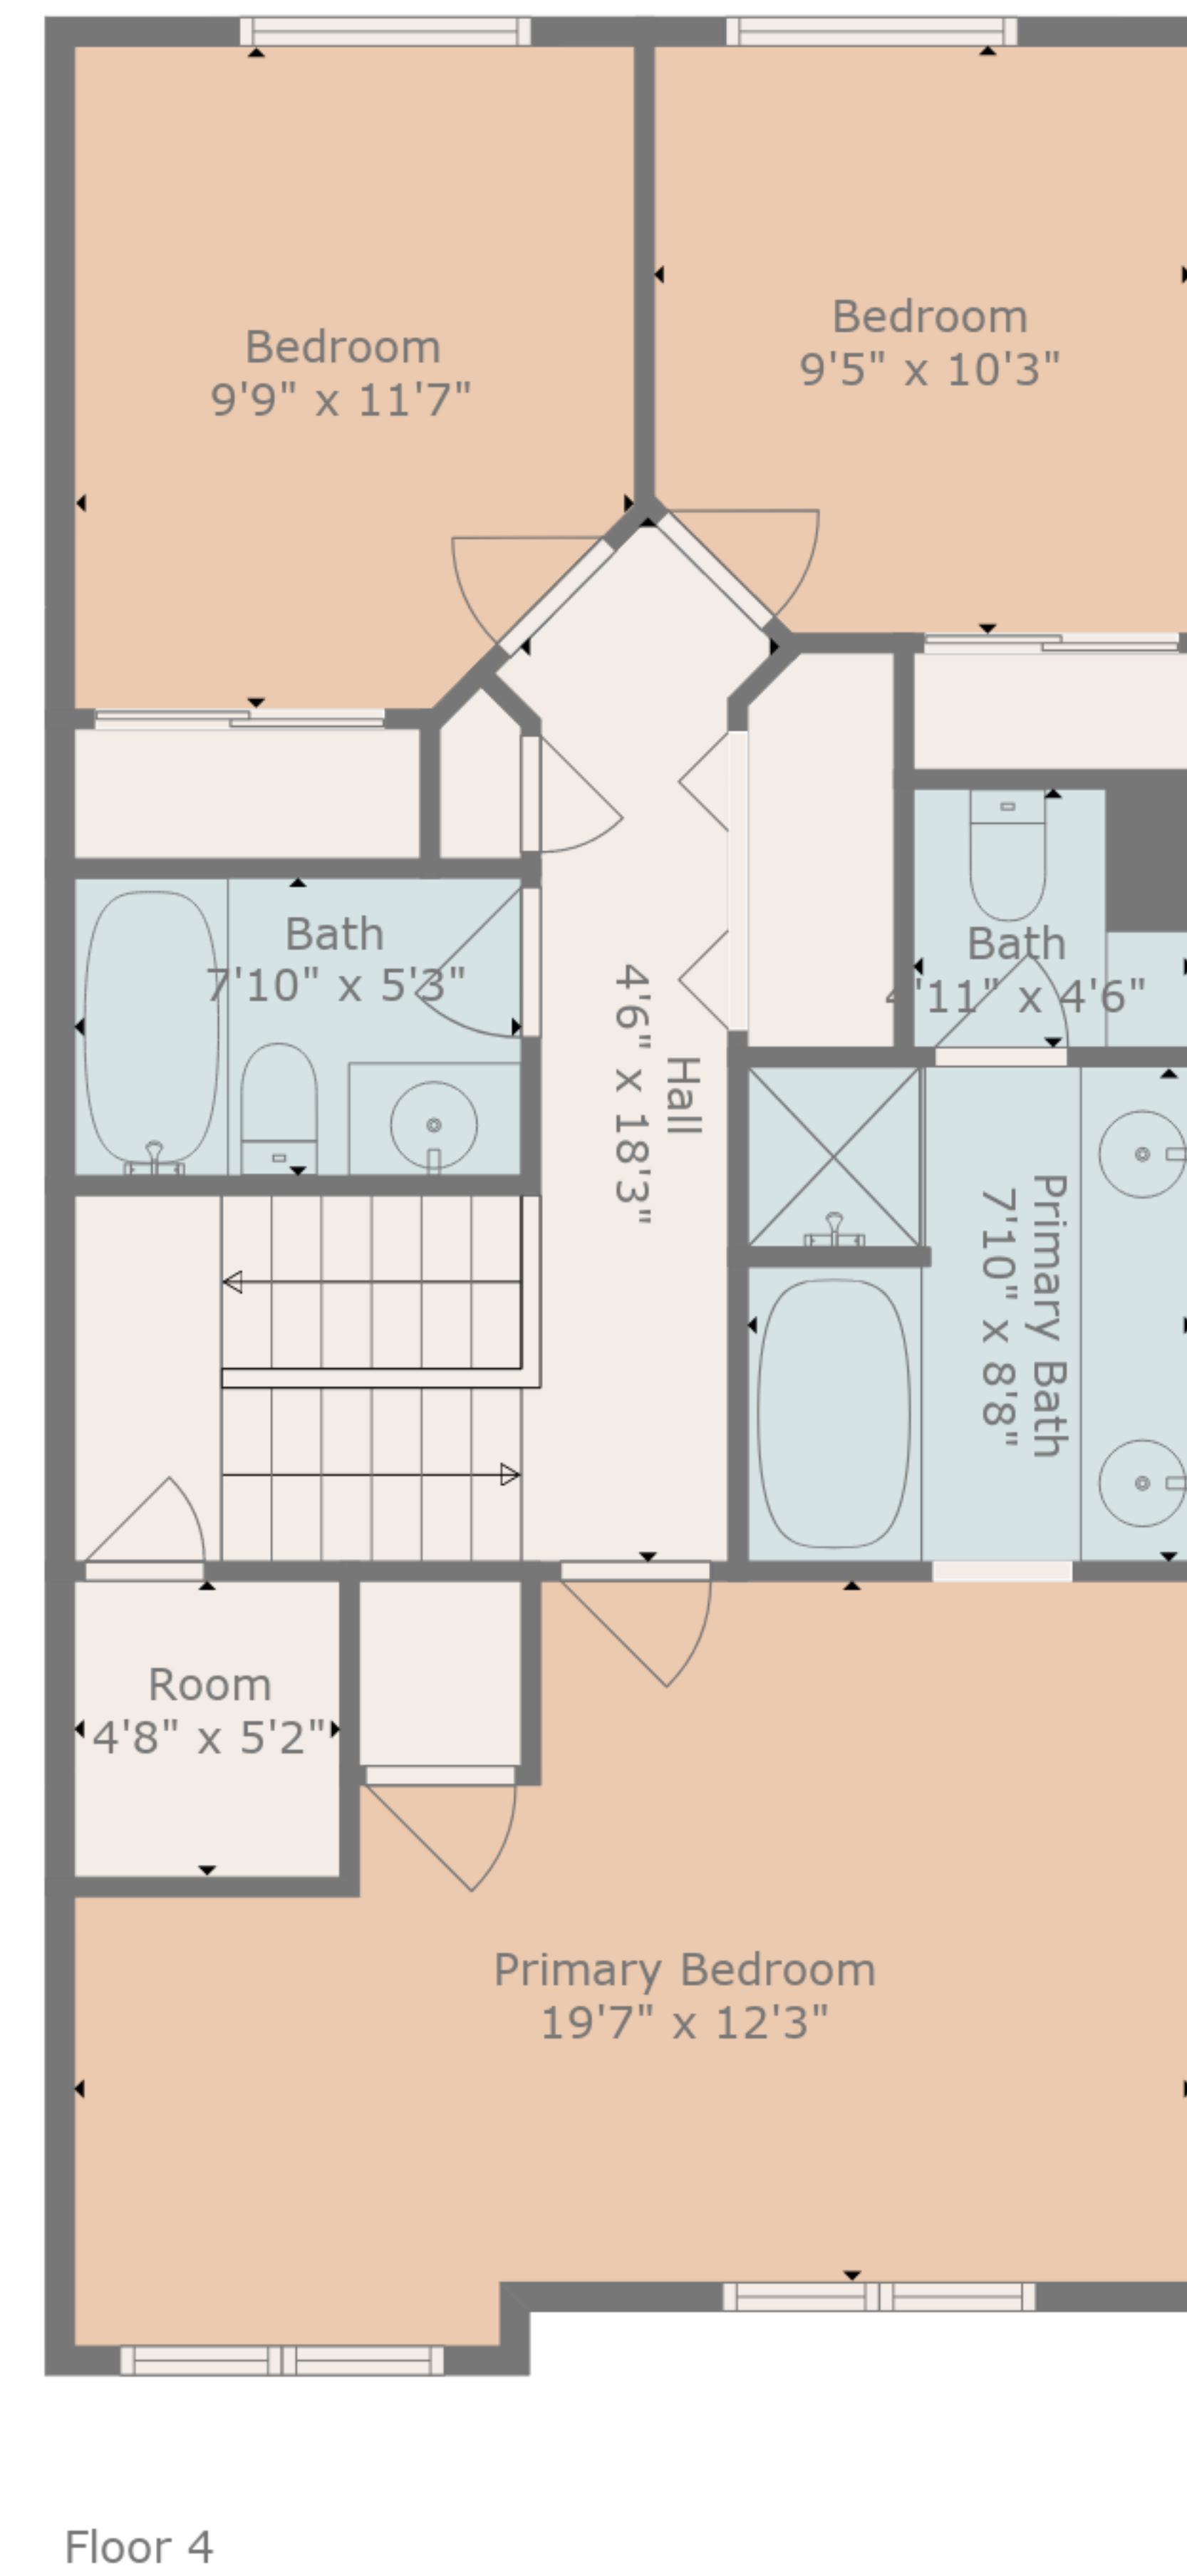 Bedroom
9'9" x 11'7"
Bedroom
9'5" x 10'3"
Bath
7'10" x 5'3"
Bath
4'11" x 4'6"
Hall
4'6" x 18'3"
Primary Bath
7'10" x 8'8"
Room
4'8" x 5'2"
Primary Bedroom
19'7" x 12'3"
Floor 4